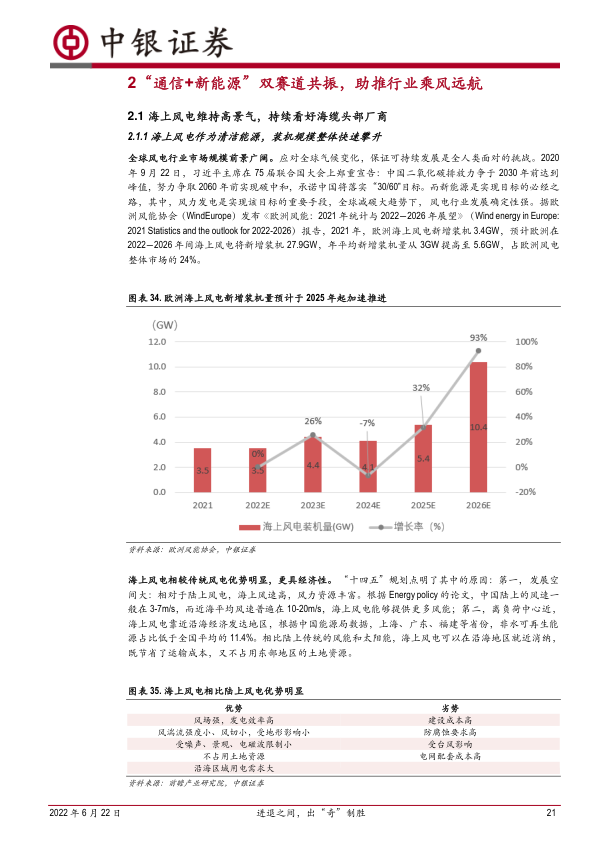 中银证券
2“通信+新能源”双赛道共振，助推行业乘风远航
2.1 海上风电维持高景气，持续看好海缆头部厂商
2.1.1 海上风电作为清洁能源，装机规模整体快速攀升
全球风电行业市场规模前景广阔。应对全球气候变化，保证可持续发展是全人类面对的挑战。2020
年 9 月 22 日，习近平主席在 75 届联合国大会上郑重宣告：中国二氧化碳排放力争于 2030 年前达到
峰值，努力争取 2060 年前实现碳中和，承诺中国将落实“30/60”目标。而新能源是实现目标的必经之
路，其中，风力发电是实现该目标的重要手段，全球减碳大趋势下，风电行业发展确定性强。据欧
洲风能协会（WindEurope）发布《欧洲风能：2021 年统计与 2022—2026 年展望》（Wind energy in Europe:
2021 Statistics and the outlook for 2022-2026）报告，2021 年，欧洲海上风电新增装机 3.4GW，预计欧洲在
2022—2026 年间海上风电将新增装机 27.9GW，年平均新增装机量从 3GW 提高至 5.6GW，占欧洲风电
整体市场的 24%。
图表 34. 欧洲海上风电新增装机量预计于 2025 年起加速推进
（GW）
93%
12.0 100%
10.0 80%
32%
8.0 60%
26% -7%
6.0 40%
4.0 20%
2.0 0%
0.0 -20%
3.5 0% 3.5 4.4 4.1 5.4 10.4
2021 2022E 2023E 2024E 2025E 2026E
海上风电装机量(GW) 增长率（%）
资料来源：欧洲风能协会，中银证券
海上风电相较传统风电优势明显，更具经济性。“十四五”规划点明了其中的原因：第一，发展空
间大：相对于陆上风电，海上风速高，风力资源丰富。根据 Energy policy 的论文，中国陆上的风速一
般在 3-7m/s，而近海平均风速普遍在 10-20m/s，海上风电能够提供更多风能；第二，离负荷中心近，
海上风电靠近沿海经济发达地区，根据中国能源局数据，上海、广东、福建等省份，非水可再生能
源占比低于全国平均的 11.4%。相比陆上传统的风能和太阳能，海上风电可以在沿海地区就近消纳，
既节省了运输成本，又不占用东部地区的土地资源。
图表 35. 海上风电相比陆上风电优势明显
优势 劣势
风场强，发电效率高 建设成本高
风湍流强度小、风切小，受地形影响小 防腐蚀要求高
受噪声、景观、电磁波限制小 受台风影响
不占用土地资源 电网配套成本高
沿海区域用电需求大
资料来源：前瞻产业研究院，中银证券
2022 年 6 月 22 日 进退之间，出“奇”制胜 21